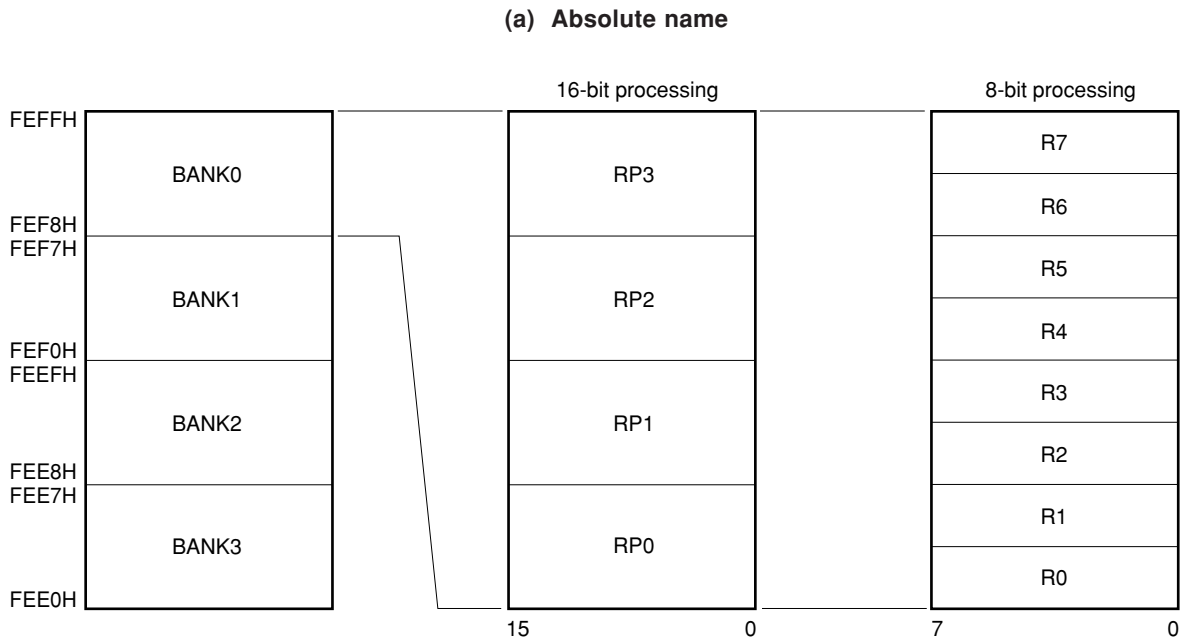 (a) Absolute name
16-bit processing
8-bit processing
FEFFH
BANK0
RP3
R7
R6
FEF8H
FEF7H
BANK1
RP2
R5
R4
FEF0H
FEEFH
BANK2
RP1
R3
R2
FEE8H
FEE7H
BANK3
RP0
R1
R0
FEE0H
15 0
7 0